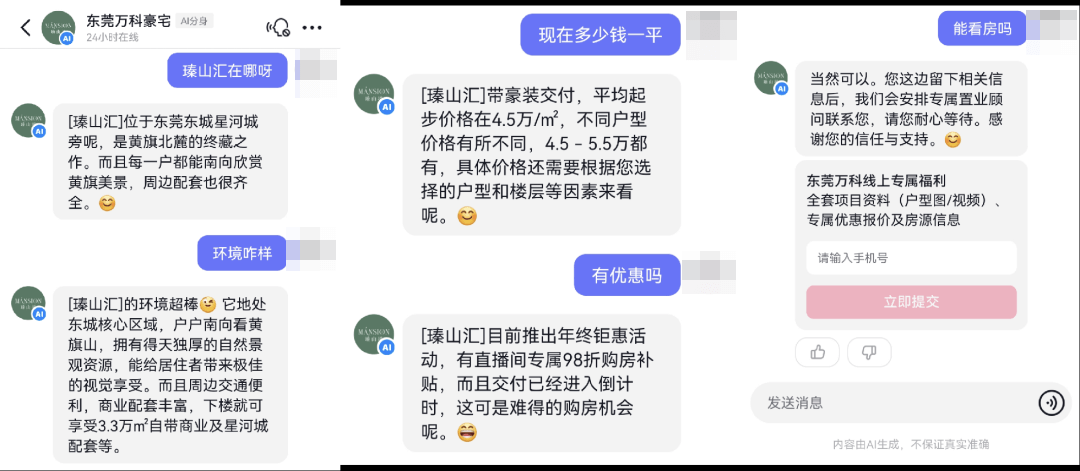 东莞万科豪宅 AI分身
24小时在线
瑧山汇在哪呀
MANSION
AI
[瑧山汇]位于东莞东城星河城
旁呢，是黄旗北麓的终藏之
作。而且每一户都能南向欣赏
黄旗美景，周边配套也很齐
全。😊
环境咋样
MANSION
AI
[瑧山汇]的环境超棒😉 它地处
东城核心区域，户户南向看黄
旗山，拥有得天独厚的自然景
观资源，能给居住者带来极佳
的视觉享受。而且周边交通便
利，商业配套丰富，下楼就可
享受3.3万㎡自带商业及星河城
配套等。
现在多少钱一平
MANSION
AI
[瑧山汇]带豪装交付，平均起
步价格在4.5万/㎡，不同户型
价格有所不同，4.5 - 5.5万都
有，具体价格还需要根据您选
择的户型和楼层等因素来看
呢。😊
有优惠吗
MANSION
AI
[瑧山汇]目前推出年终钜惠活
动，有直播间专属98折购房补
贴，而且交付已经进入倒计
时，这可是难得的购房机会
呢。😄
能看房吗
MANSION
AI
当然可以。您这边留下相关信
息后，我们会安排专属置业顾
问联系您，请您耐心等待。感
谢您的信任与支持。😊
东莞万科线上专属福利
全套项目资料（户型图/视频）、
专属优惠报价及房源信息
请输入手机号
立即提交
发送消息
内容由AI生成，不保证真实准确